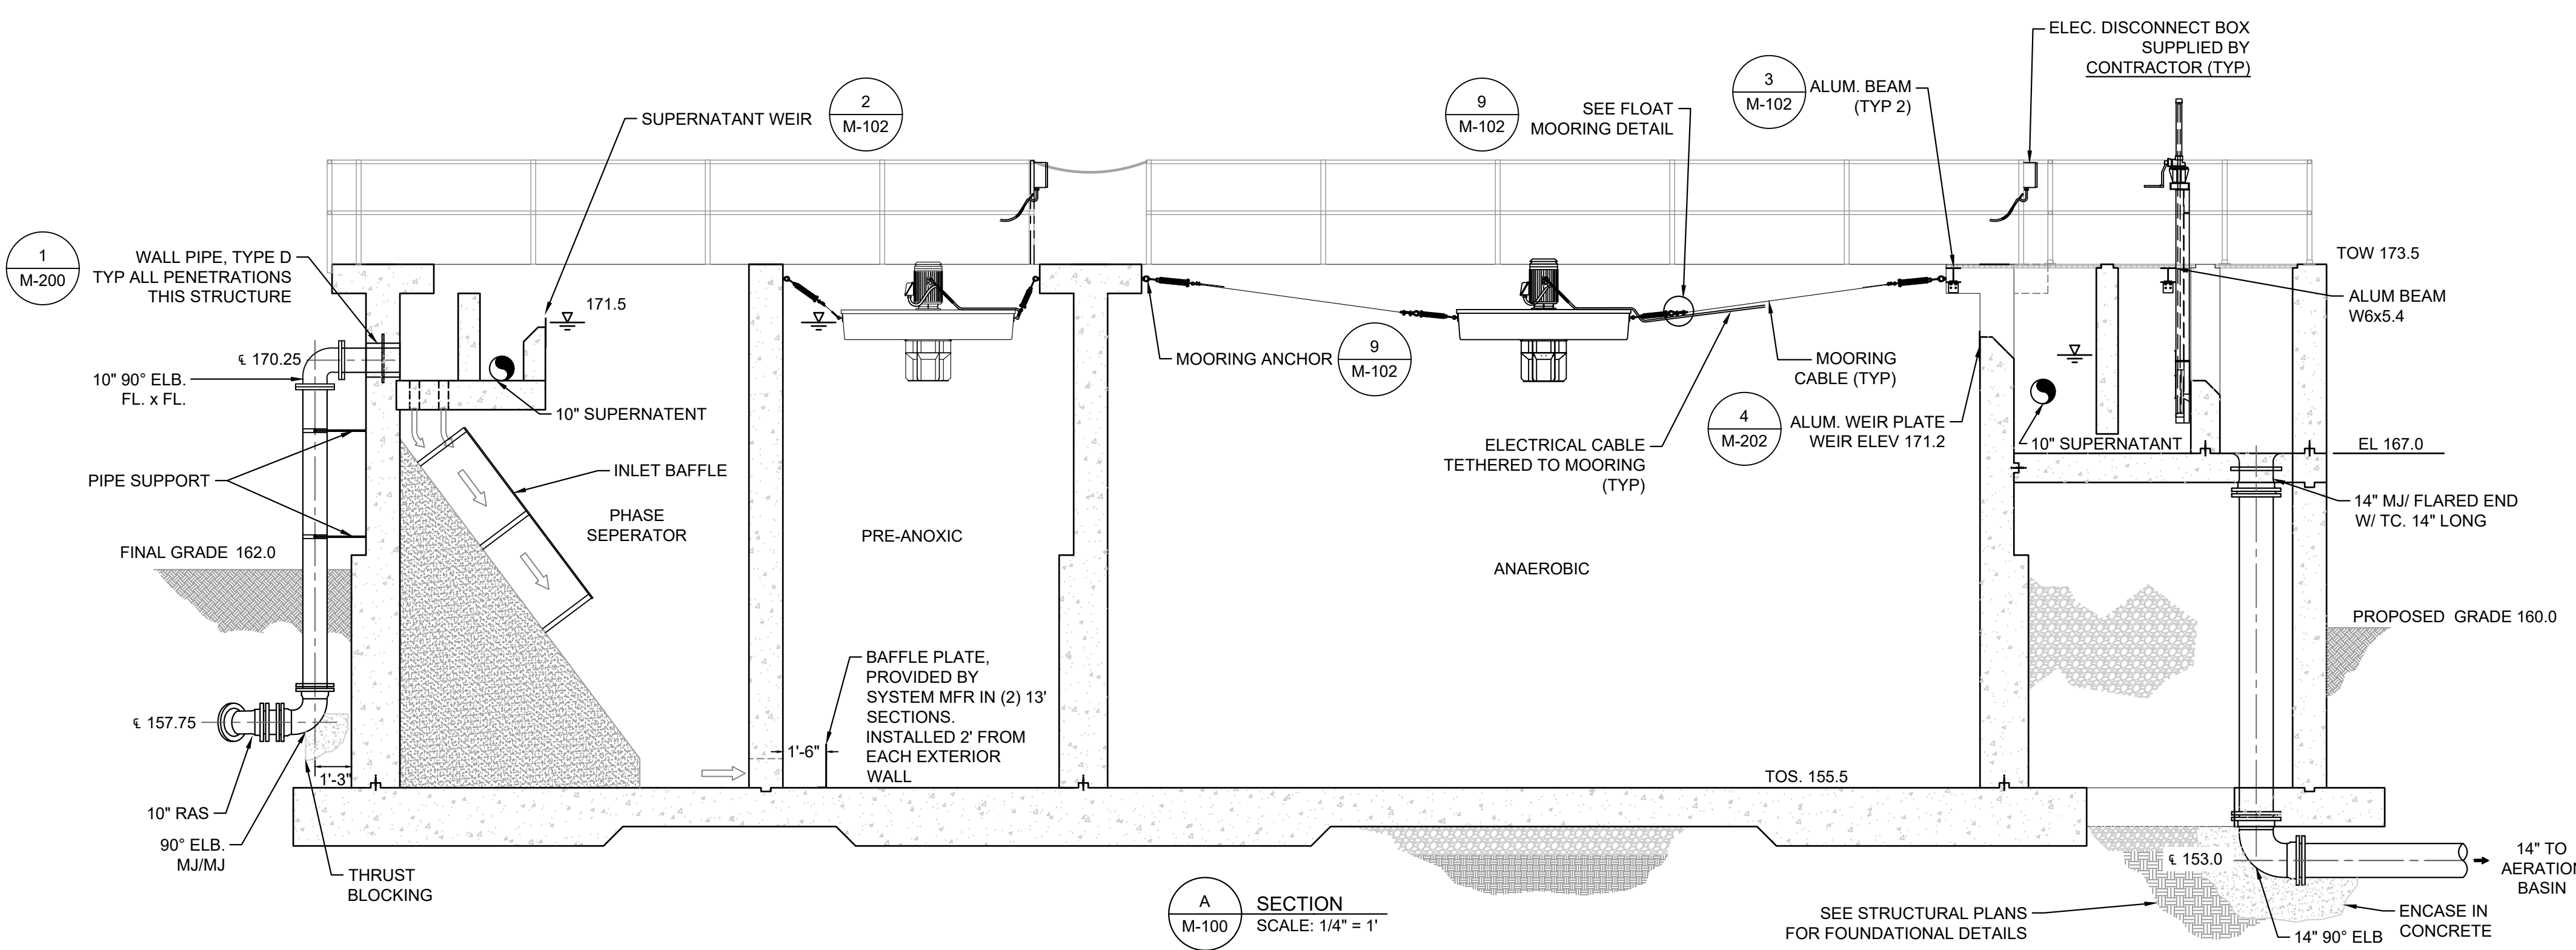 ELEC. DISCONNECT BOX
SUPPLIED BY
CONTRACTOR (TYP)
3
M-102
ALUM. BEAM
(TYP 2)
9
M-102
SEE FLOAT
MOORING DETAIL
2
M-102
SUPERNATANT WEIR
1
M-200
WALL PIPE, TYPE D
TYP ALL PENETRATIONS
THIS STRUCTURE
TOW 173.5
171.5
ALUM BEAM
W6x5.4
℄ 170.25
10" 90° ELB.
FL. x FL.
MOORING ANCHOR
9
M-102
MOORING
CABLE (TYP)
10" SUPERNATENT
4
M-202
ALUM. WEIR PLATE
WEIR ELEV 171.2
10" SUPERNATANT
EL 167.0
ELECTRICAL CABLE
TETHERED TO MOORING
(TYP)
PIPE SUPPORT
INLET BAFFLE
14" MJ/ FLARED END
W/ TC. 14" LONG
PHASE
SEPERATOR
PRE-ANOXIC
FINAL GRADE 162.0
ANAEROBIC
PROPOSED GRADE 160.0
BAFFLE PLATE,
PROVIDED BY
SYSTEM MFR IN (2) 13'
SECTIONS.
INSTALLED 2' FROM
EACH EXTERIOR
WALL
℄ 157.75
1'-6"
1'-3"
TOS. 155.5
10" RAS
90° ELB.
MJ/MJ
THRUST
BLOCKING
℄ 153.0
14" TO
AERATION
BASIN
A
M-100
SECTION
SCALE: 1/4" = 1'
SEE STRUCTURAL PLANS
FOR FOUNDATIONAL DETAILS
ENCASE IN
CONCRETE
14" 90° ELB